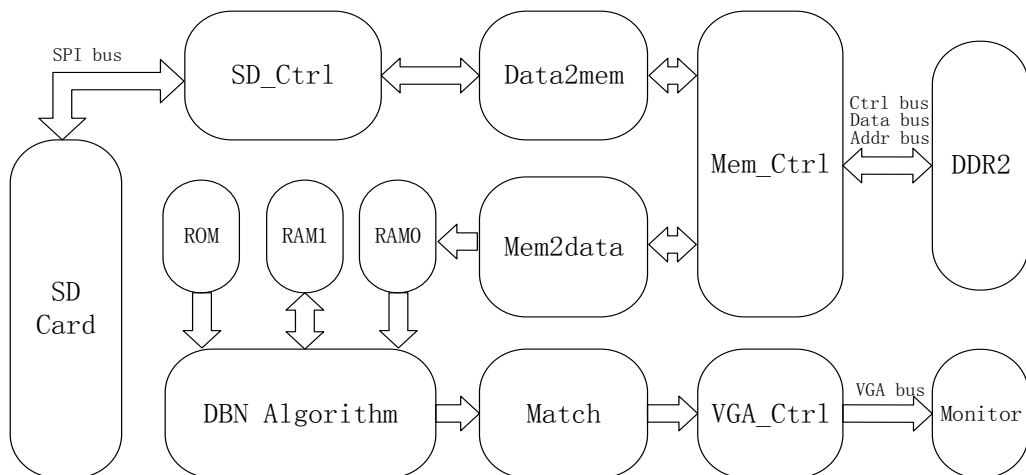 SPI bus
SD_Ctrl
Data2mem
Ctrl bus
Data bus
Addr bus
Mem_Ctrl
DDR2
ROM
RAM1
RAM0
Mem2data
SD
Card
DBN Algorithm
Match
VGA_Ctrl
VGA bus
Monitor